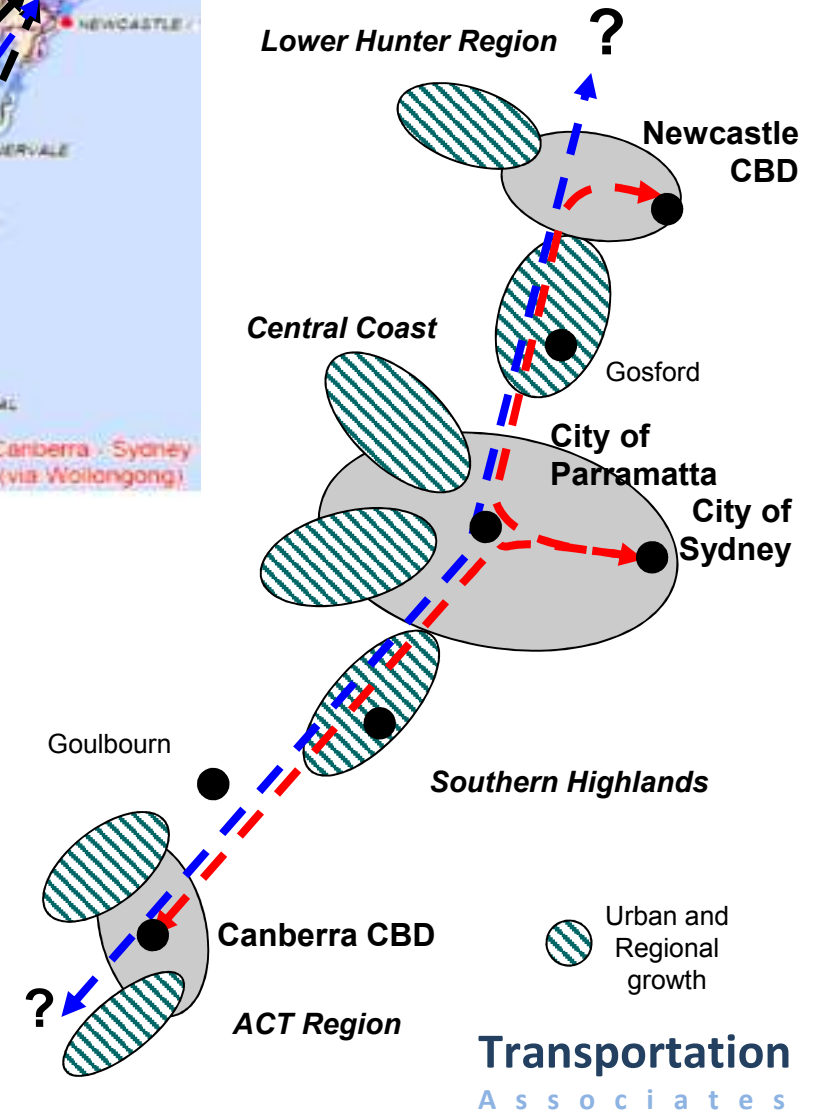 NEWCASTLE
Lower Hunter Region
?
Newcastle
CBD
Central Coast
Gosford
City of
Parramatta
City of
Sydney
Canberra - Sydney
(via Wollongong)
Goulbourn
Southern Highlands
Canberra CBD
Urban and
Regional
growth
?
ACT Region
Transportation
Associates